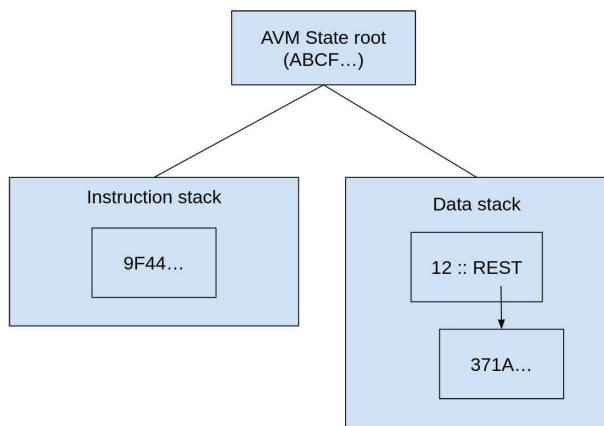 AVM State root
(ABCF…)
Instruction stack
9F44…
Data stack
12 :: REST
371A…